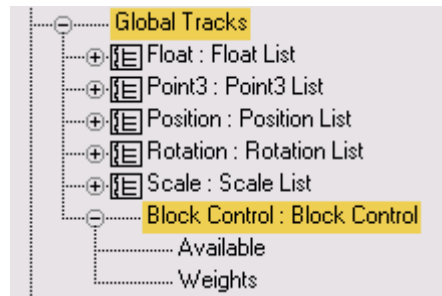 Global Tracks
Float : Float List
Point3 : Point3 List
Position : Position List
Rotation : Rotation List
Scale : Scale List
Block Control : Block Control
Available
Weights